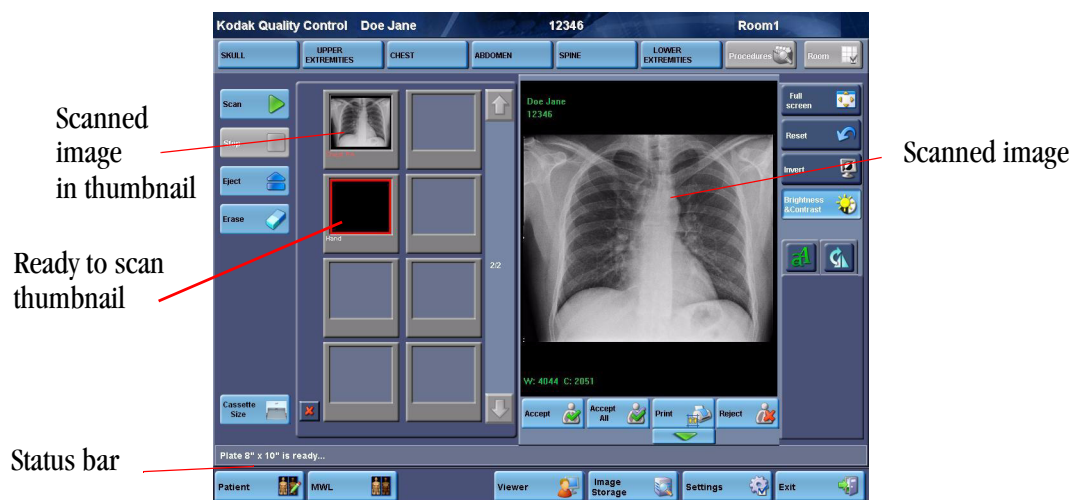 Kodak Quality Control Doe Jane 12346 Room1
SKULL
UPPER
EXTREMITIES
CHEST
ABDOMEN
SPINE
LOWER
EXTREMITIES
Procedures
Room
Scan
Stop
Eject
Erase
Cassette
Size
Hand
2/2
Doe Jane
12346
W: 4044 C: 2051
Full
screen
Reset
Invert
Brightness
&Contrast
aA
Accept
Accept
All
Print
Reject
Plate 8" x 10" is ready...
Patient
MWL
Viewer
Image
Storage
Settings
Exit
Scanned
image
in thumbnail
Ready to scan
thumbnail
Status bar
Scanned image